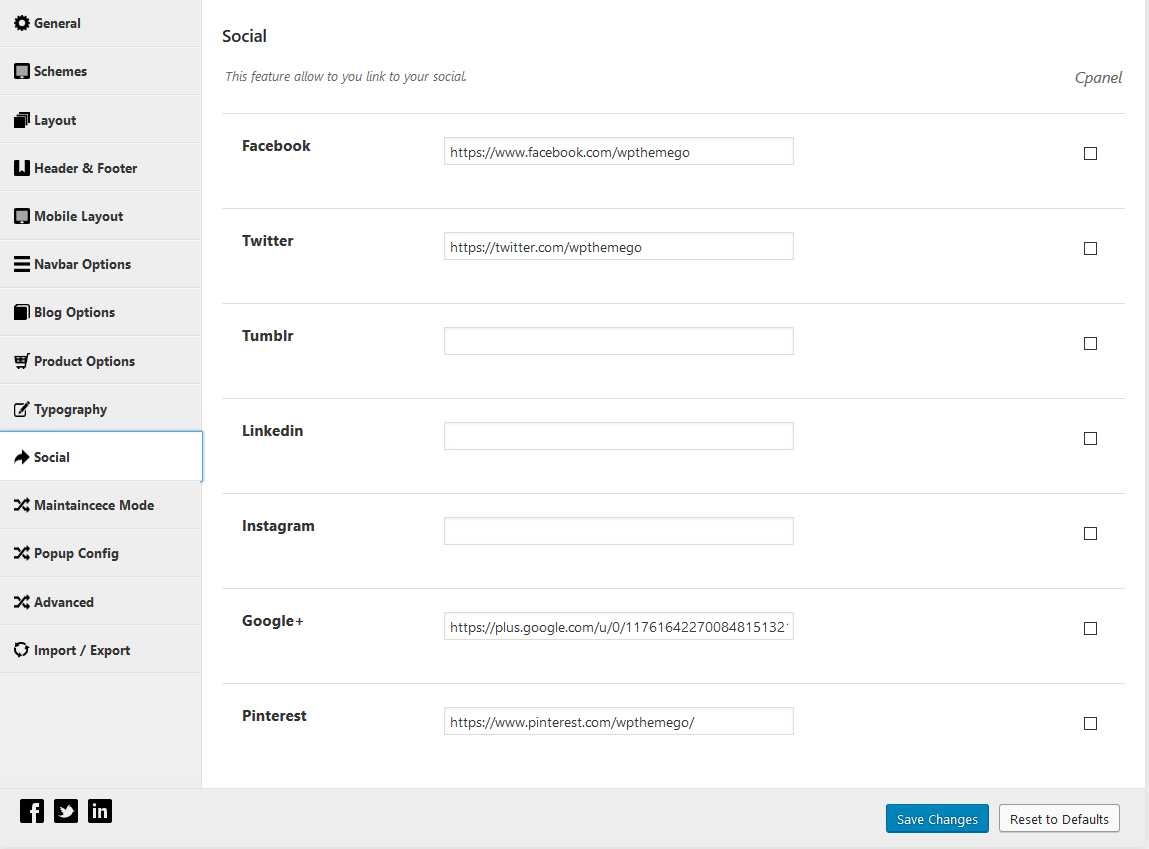 General
Schemes
Layout
Header & Footer
Mobile Layout
Navbar Options
Blog Options
Product Options
Typography
Social
Maintaincece Mode
Popup Config
Advanced
Import / Export
Social
This feature allow to you link to your social.
Cpanel
Facebook
https://www.facebook.com/wpthemego
Twitter
https://twitter.com/wpthemego
Tumblr
Linkedin
Instagram
Google+
https://plus.google.com/u/0/11761642270084815132
Pinterest
https://www.pinterest.com/wpthemego/
Save Changes
Reset to Defaults